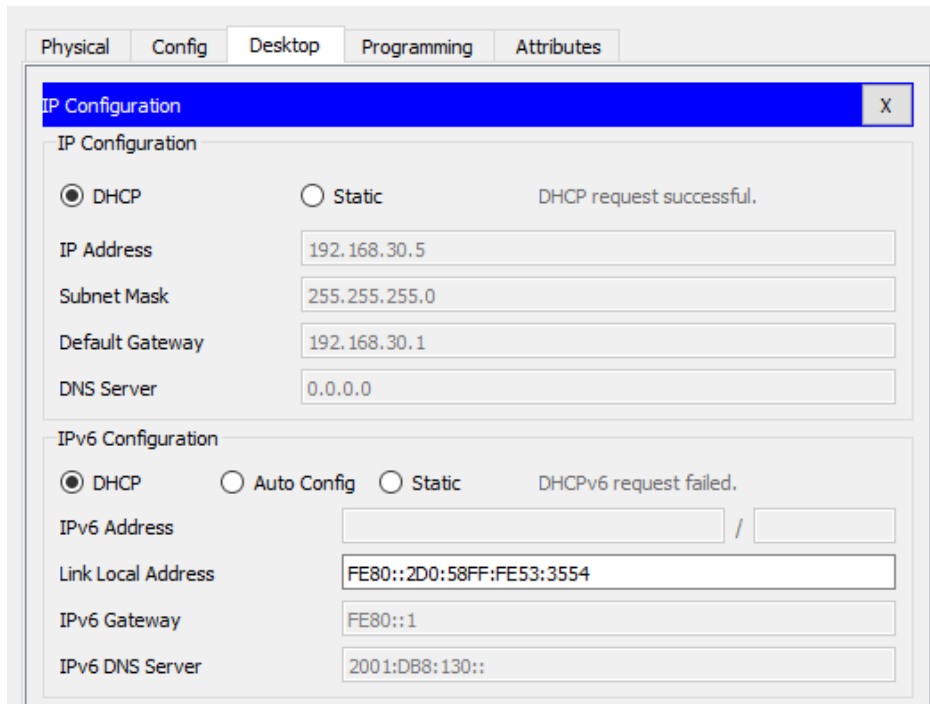 Physical Config Desktop Programming Attributes
IP Configuration X
IP Configuration
DHCP Static DHCP request successful.
IP Address 192.168.30.5
Subnet Mask 255.255.255.0
Default Gateway 192.168.30.1
DNS Server 0.0.0.0
IPv6 Configuration
DHCP Auto Config Static DHCPv6 request failed.
IPv6 Address /
Link Local Address FE80::2D0:58FF:FE53:3554
IPv6 Gateway FE80::1
IPv6 DNS Server 2001:DB8:130::